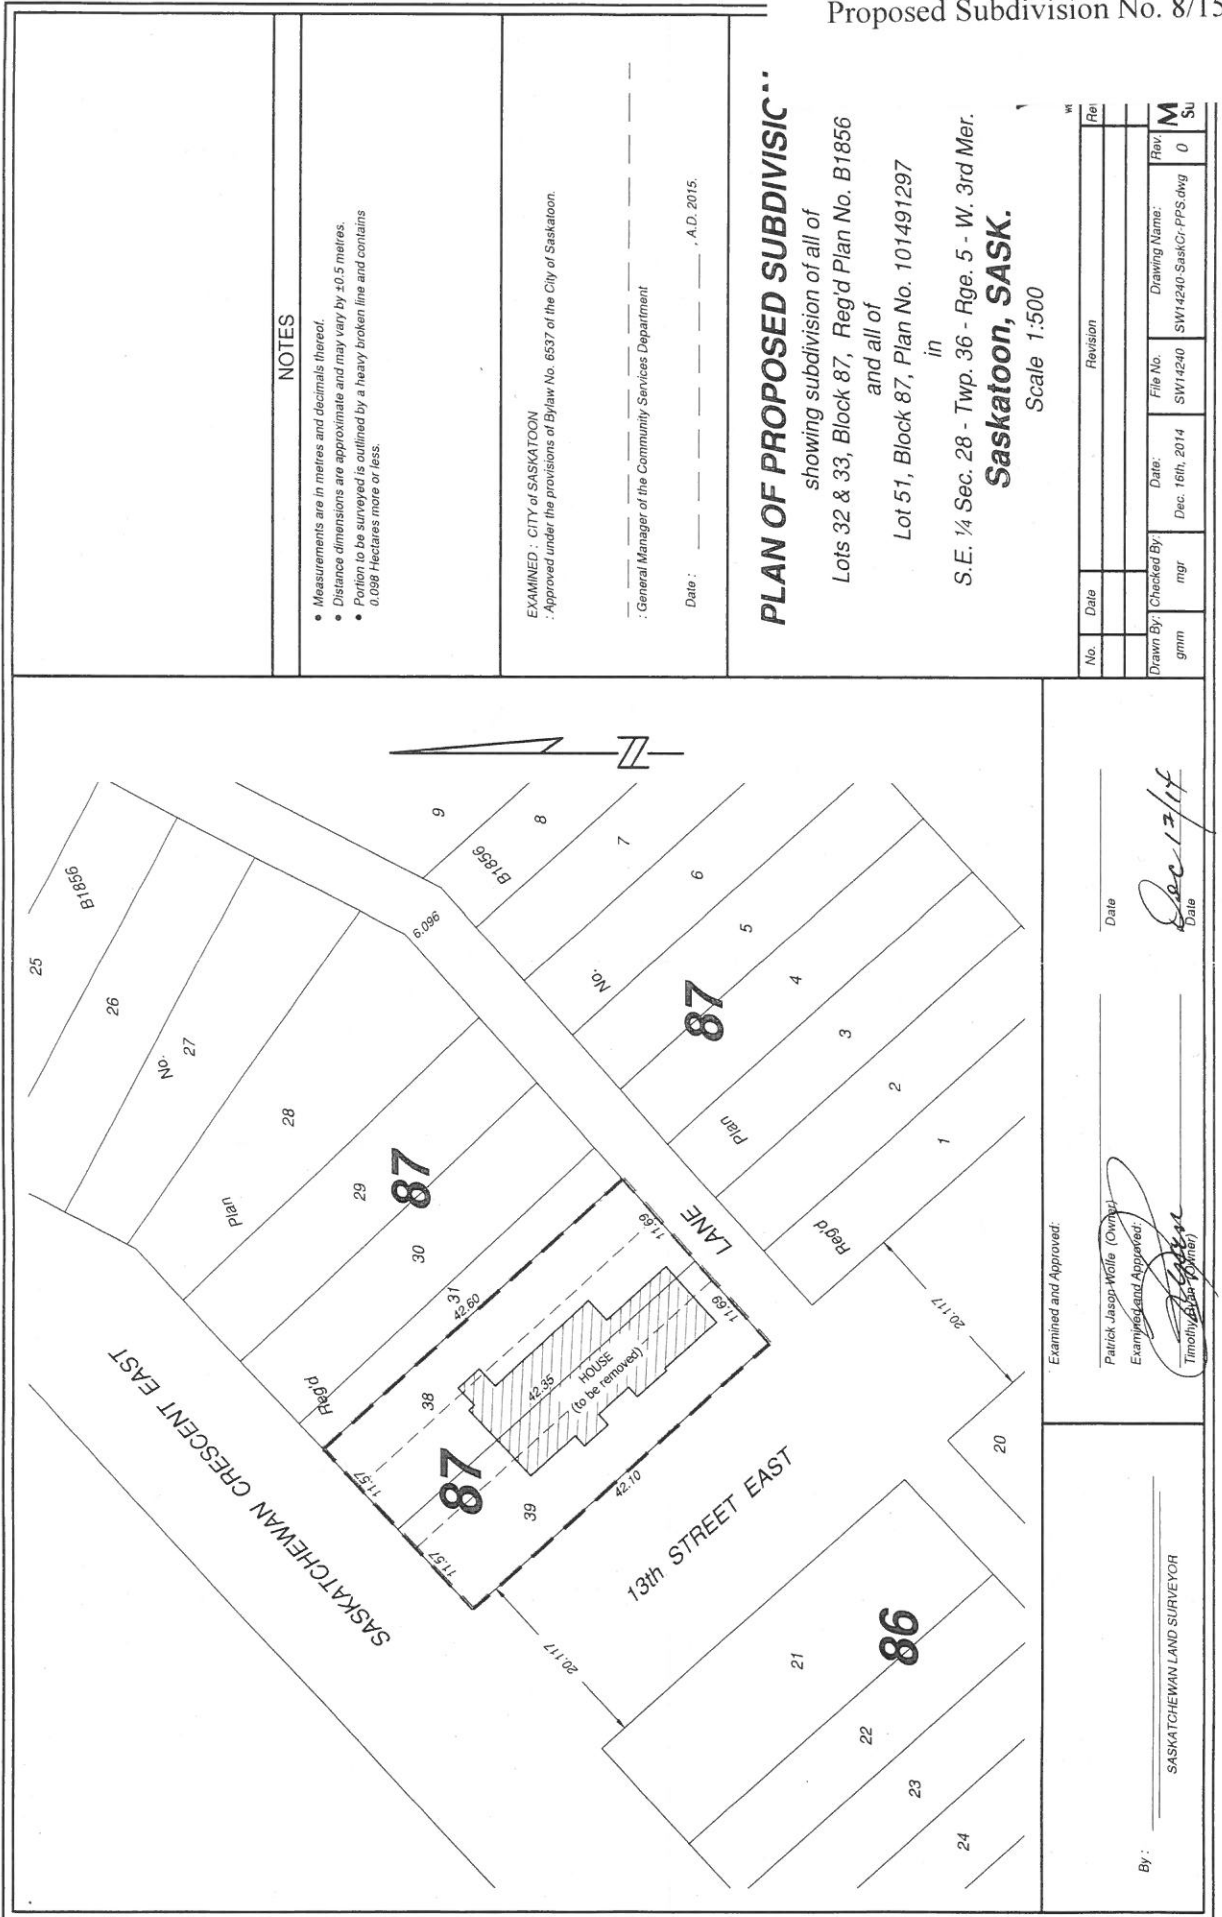 Proposed Subdivision No. 8/15
NOTES
• Measurements are in metres and decimals thereof.
• Distance dimensions are approximate and may vary by ±0.5 metres.
• Portion to be surveyed is outlined by a heavy broken line and contains
0.098 Hectares more or less.
EXAMINED : CITY of SASKATOON
: Approved under the provisions of Bylaw No. 6537 of the City of Saskatoon.
: General Manager of the Community Services Department
Date : , A.D. 2015.
PLAN OF PROPOSED
showing subdivision of all of
Lots 32 & 33, Block 87, Reg'd Plan No. B1856
and all of
Lot 51, Block 87, Plan No. 101491297
in
S.E. ¼ Sec. 28 - Twp. 36 - Rge. 5 - W. 3rd Mer.
Saskatoon, SASK.
Scale 1:500
No. Date Revision
Drawn By: Checked By: Date: File No. Drawing Name: Rev.
gmm mgr Dec. 16th, 2014 SW14240 SW14240-SaskCr-PPS.dwg 0
N
SASKATCHEWAN CRESCENT EAST
13th STREET EAST
LANE
25
B1856
26
No.
27
28
Plan
29
87
30
31
Reg'd
42.60
38
11.57
87
39
11.57
42.35
HOUSE
(to be removed)
11.69
11.69
42.10
6.096
9
B1856
8
7
6
No.
5
87
4
3
Plan
2
1
Reg'd
20.117
20.117
20
21
86
22
23
24
Examined and Approved:
Patrick Jason Wolfe (Owner)
Date
Examined and Approved:
Timothy Ryan (Owner)
Date
By :
SASKATCHEWAN LAND SURVEYOR